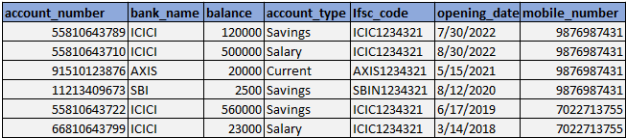 account_number bank_name balance account_type Ifsc_code opening_date mobile_number
55810643789 ICICI 120000 Savings ICIC1234321 7/30/2022 9876987431
55810643710 ICICI 500000 Salary ICIC1234321 8/30/2022 9876987431
91510123876 AXIS 20000 Current AXIS1234321 5/15/2021 9876987431
11213409673 SBI 2500 Savings SBIN1234321 8/12/2020 9876987431
55810643722 ICICI 560000 Savings ICIC1234321 6/17/2019 7022713755
66810643799 ICICI 23000 Salary ICIC1234321 3/14/2018 7022713755